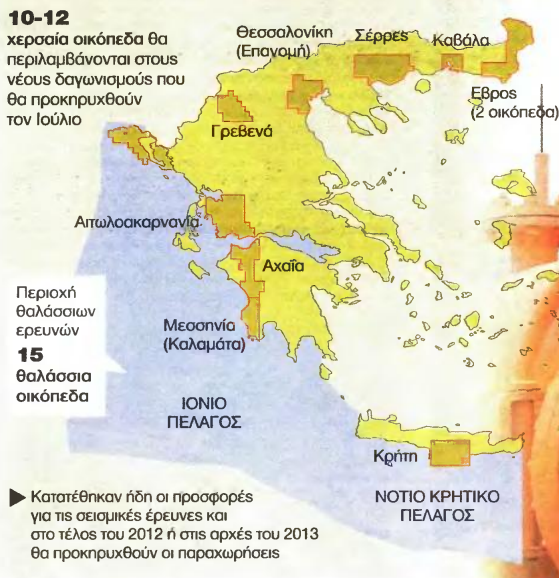 10-12
χερσαία οικόπεδα θα
περιλαμβάνονται στους
νέους δαγωνισμούς που
θα προκηρυχθούν
τον Ιούλιο
Θεσσαλονίκη
(Επανομή)
Σέρρες
Καβάλα
Εβρος
(2 οικόπεδα)
Γρεβενά
Αιτωλοακαρνανία
Αχαΐα
Περιοχή
θαλάσσιων
ερευνών
15
θαλάσσια
οικόπεδα
Μεσσηνία
(Καλαμάτα)
ΙΟΝΙΟ
ΠΕΛΑΓΟΣ
Κρήτη
ΝΟΤΙΟ ΚΡΗΤΙΚΟ
ΠΕΛΑΓΟΣ
Κατατέθηκαν ήδη οι προσφορές
για τις σεισμικές έρευνες και
στο τέλος του 2012 ή στις αρχές του 2013
θα προκηρυχθούν οι παραχωρήσεις